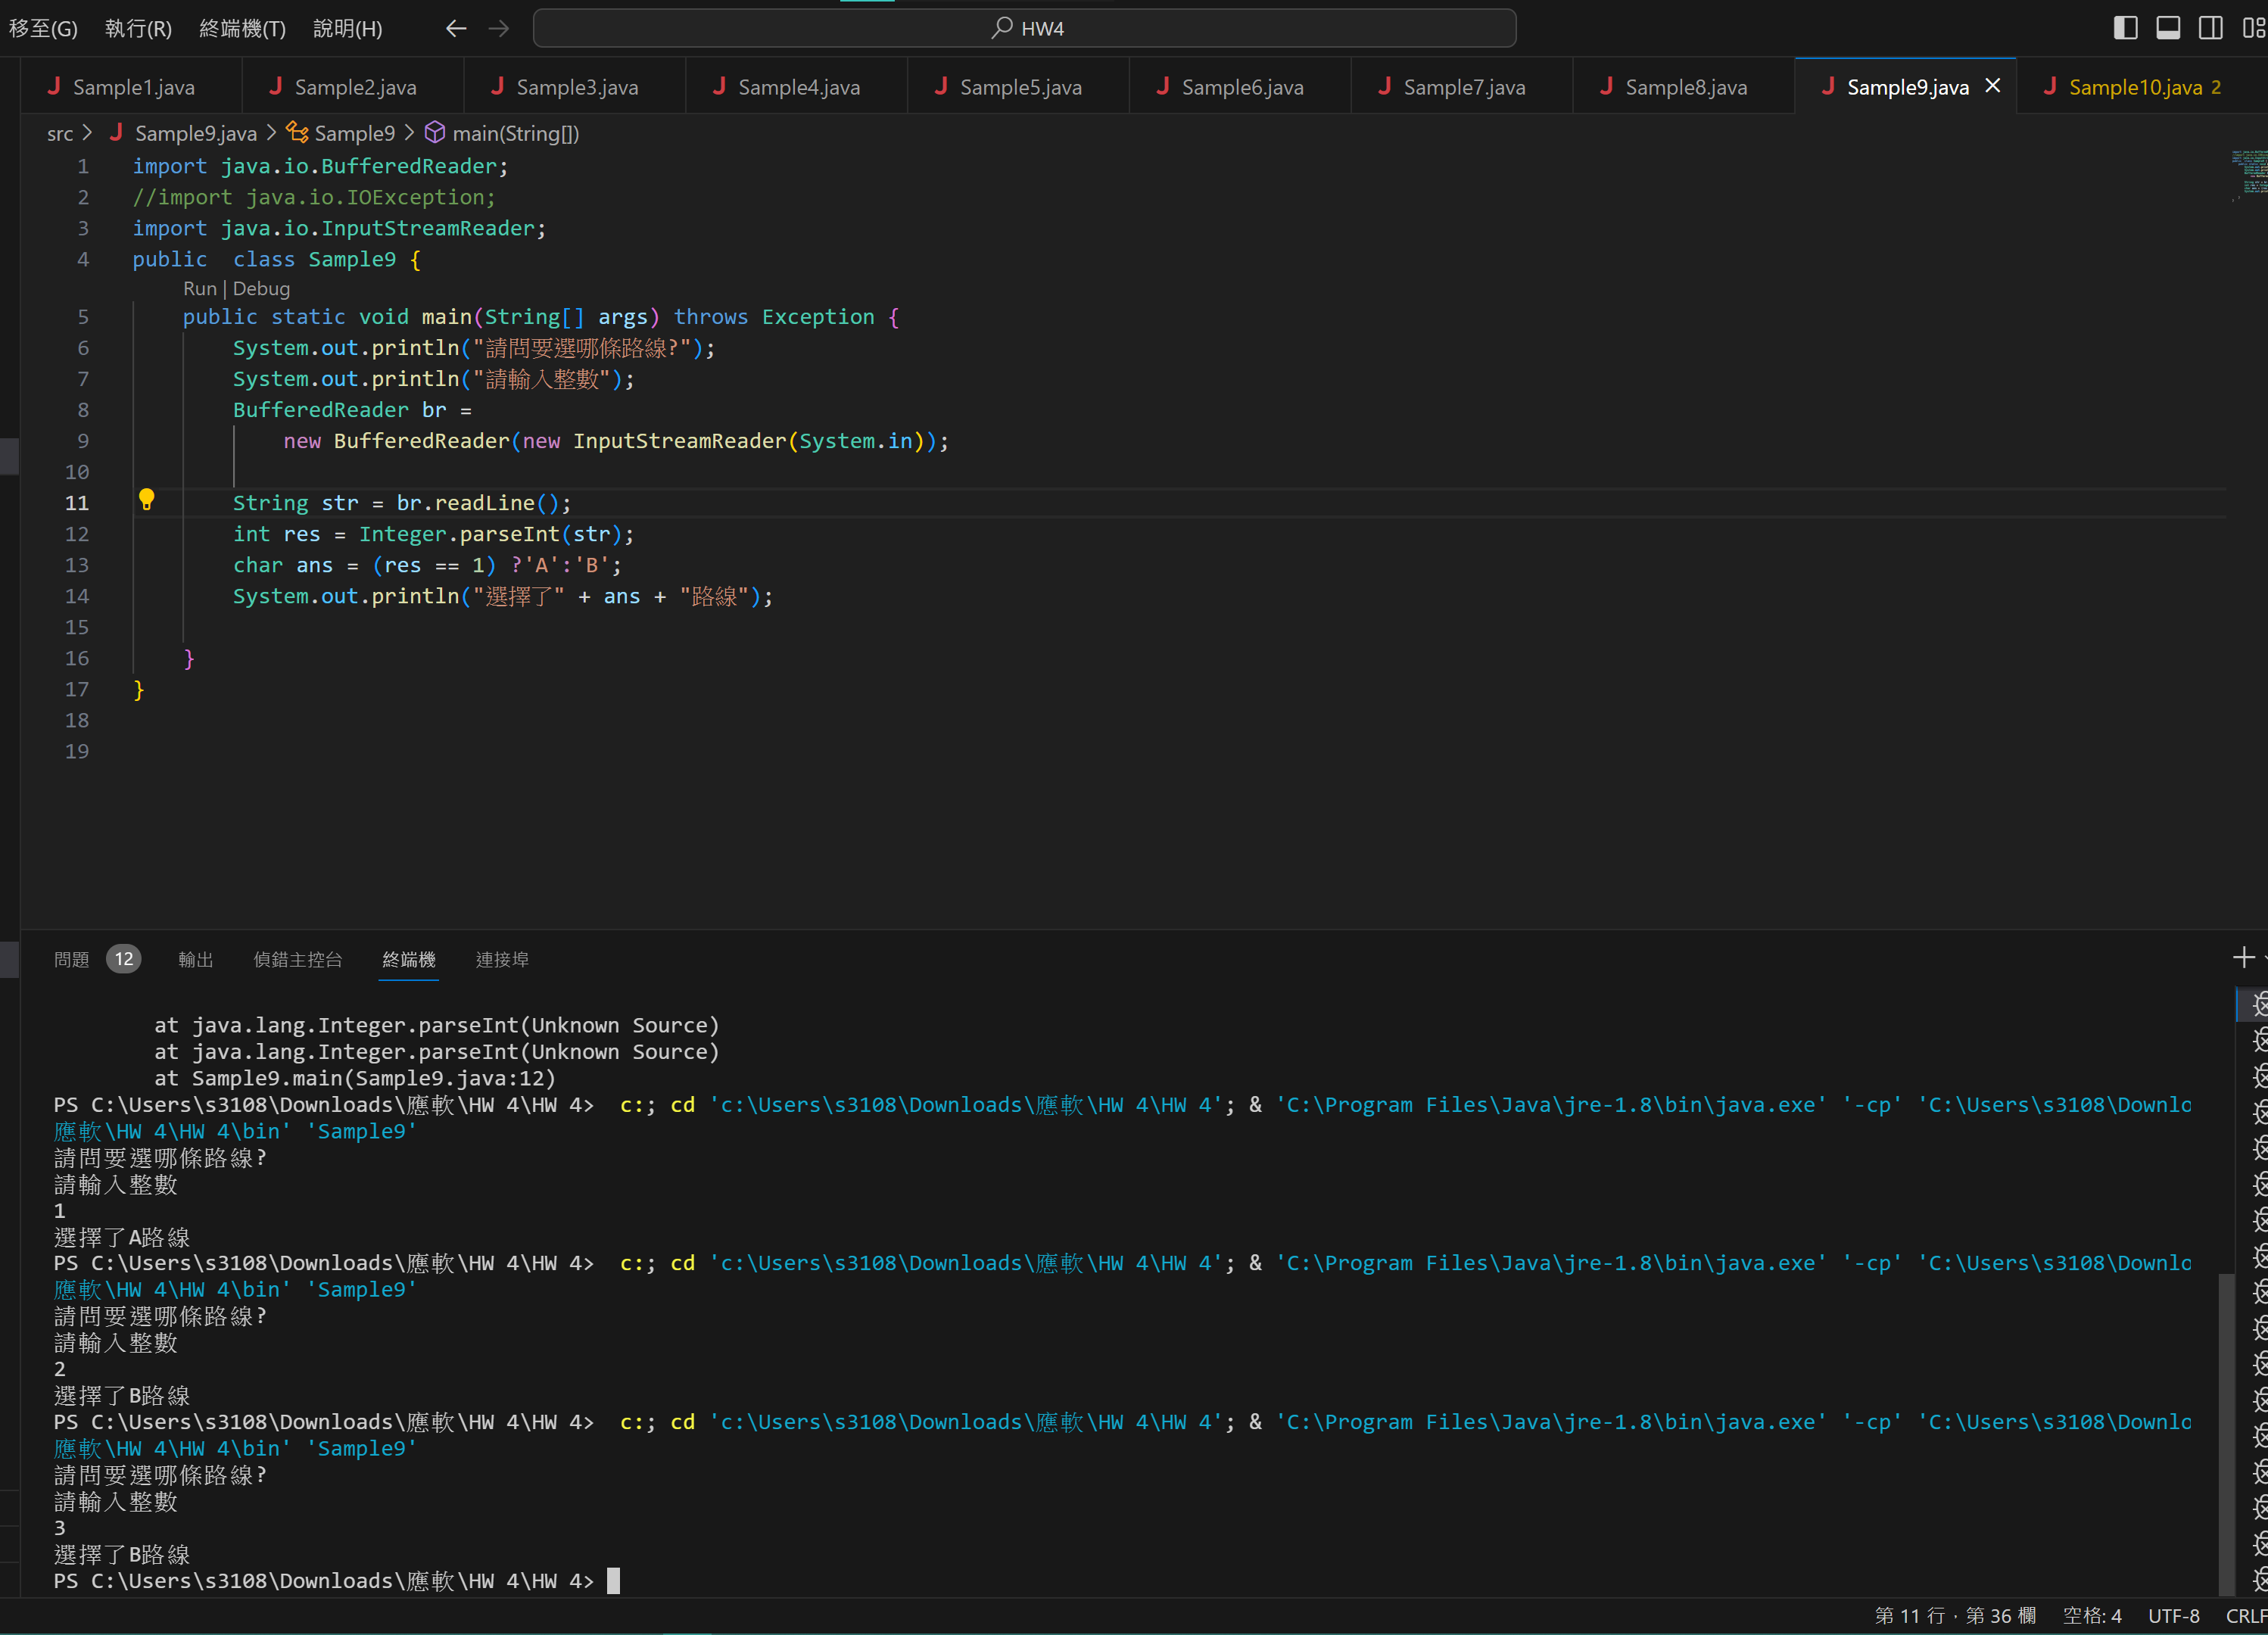 移至(G) 執行(R) 終端機(T) 說明(H) HW4
Sample1.java Sample2.java Sample3.java Sample4.java Sample5.java Sample6.java Sample7.java Sample8.java Sample9.java Sample10.java 2
src > Sample9.java > Sample9 > main(String[])
1 import java.io.BufferedReader;
2 //import java.io.IOException;
3 import java.io.InputStreamReader;
4 public  class Sample9 {
Run | Debug
5 public static void main(String[] args) throws Exception {
6 System.out.println("請問要選哪條路線?");
7 System.out.println("請輸入整數");
8 BufferedReader br =
9 new BufferedReader(new InputStreamReader(System.in));
10
11 String str = br.readLine();
12 int res = Integer.parseInt(str);
13 char ans = (res == 1) ?'A':'B';
14 System.out.println("選擇了" + ans + "路線");
15
16 }
17 }
18
19
問題 12 輸出 偵錯主控台 終端機 連接埠
at java.lang.Integer.parseInt(Unknown Source)
at java.lang.Integer.parseInt(Unknown Source)
at Sample9.main(Sample9.java:12)
PS C:\Users\s3108\Downloads\應軟\HW 4\HW 4>  c:; cd 'c:\Users\s3108\Downloads\應軟\HW 4\HW 4'; & 'C:\Program Files\Java\jre-1.8\bin\java.exe' '-cp' 'C:\Users\s3108\Downlo
應軟\HW 4\HW 4\bin' 'Sample9'
請問要選哪條路線?
請輸入整數
1
選擇了A路線
PS C:\Users\s3108\Downloads\應軟\HW 4\HW 4>  c:; cd 'c:\Users\s3108\Downloads\應軟\HW 4\HW 4'; & 'C:\Program Files\Java\jre-1.8\bin\java.exe' '-cp' 'C:\Users\s3108\Downlo
應軟\HW 4\HW 4\bin' 'Sample9'
請問要選哪條路線?
請輸入整數
2
選擇了B路線
PS C:\Users\s3108\Downloads\應軟\HW 4\HW 4>  c:; cd 'c:\Users\s3108\Downloads\應軟\HW 4\HW 4'; & 'C:\Program Files\Java\jre-1.8\bin\java.exe' '-cp' 'C:\Users\s3108\Downlo
應軟\HW 4\HW 4\bin' 'Sample9'
請問要選哪條路線?
請輸入整數
3
選擇了B路線
PS C:\Users\s3108\Downloads\應軟\HW 4\HW 4>
第 11 行，第 36 欄 空格: 4 UTF-8 CRLF